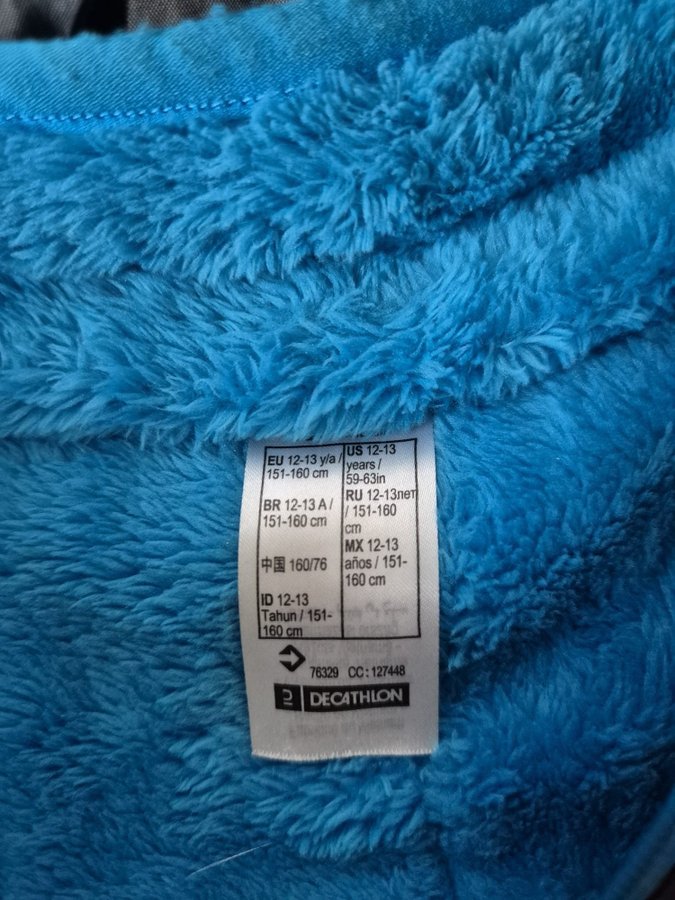 EU 12-13 y/a /
151-160 cm
BR 12-13 A /
151-160 cm
中国 160/76
ID 12-13
Tahun / 151-
160 cm
US 12-13
years /
59-63in
RU 12-13лет
/ 151-160
cm
MX 12-13
años / 151-
160 cm
76329 CC: 127448
DECATHLON